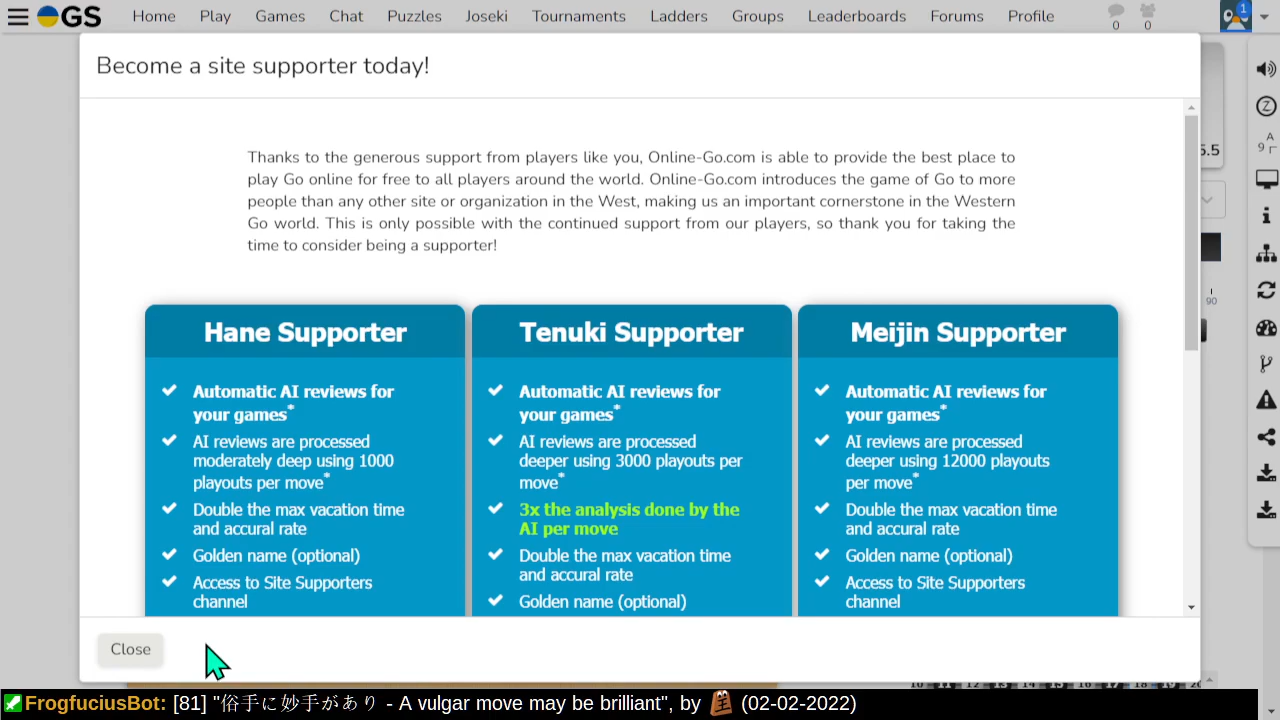 OGS Home Play Games Chat Puzzles Joseki Tournaments Ladders Groups Leaderboards Forums Profile 0 0 1
Become a site supporter today!
5.5
Thanks to the generous support from players like you, Online-Go.com is able to provide the best place to
play Go online for free to all players around the world. Online-Go.com introduces the game of Go to more
people than any other site or organization in the West, making us an important cornerstone in the Western
Go world. This is only possible with the continued support from our players, so thank you for taking the
time to consider being a supporter!
90
Hane Supporter
Automatic AI reviews for
your games*
AI reviews are processed
moderately deep using 1000
playouts per move*
Double the max vacation time
and accural rate
Golden name (optional)
Access to Site Supporters
channel
Tenuki Supporter
Automatic AI reviews for
your games*
AI reviews are processed
deeper using 3000 playouts per
move*
3x the analysis done by the
AI per move
Double the max vacation time
and accural rate
Golden name (optional)
Meijin Supporter
Automatic AI reviews for
your games*
AI reviews are processed
deeper using 12000 playouts
per move*
Double the max vacation time
and accural rate
Golden name (optional)
Access to Site Supporters
channel
Close
FrogfuciusBot: [81] "俗手に妙手があり - A vulgar move may be brilliant", by (02-02-2022)